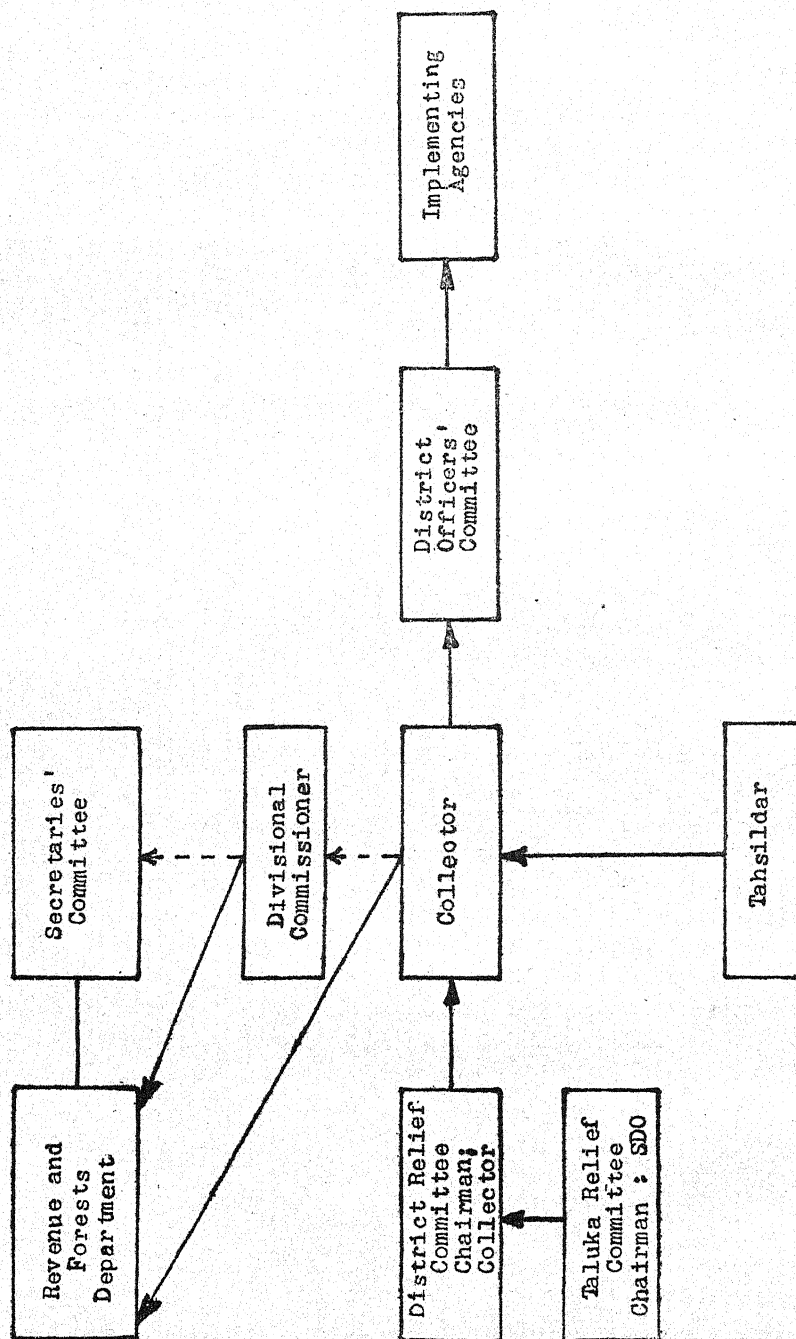 Revenue and
Forests
Department
Secretaries'
Committee
Divisional
Commissioner
District Relief
Committee
Chairman;
Collector
Collector
District
Officers'
Committee
Implementing
Agencies
Taluka Relief
Committee
Chairman : SDO
Tahsildar